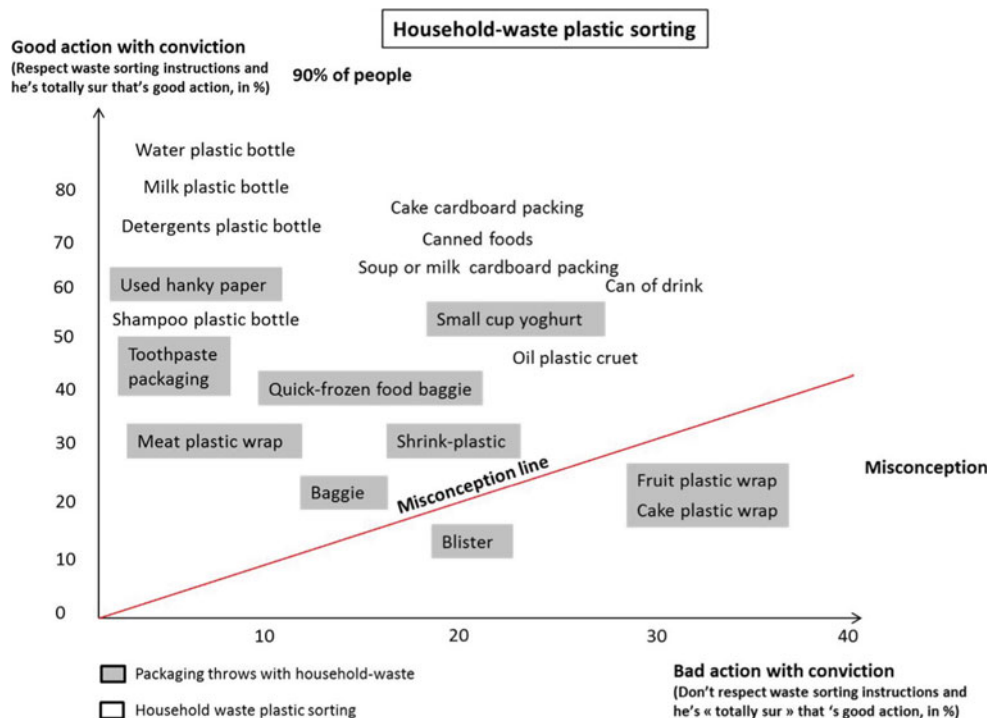 Household-waste plastic sorting
Good action with conviction
(Respect waste sorting instructions and
he's totally sur that's good action, in %)
90% of people
Water plastic bottle
80
Milk plastic bottle
Cake cardboard packing
Detergents plastic bottle
70
Canned foods
Soup or milk cardboard packing
60
Used hanky paper
Can of drink
Shampoo plastic bottle
Small cup yoghurt
50
Toothpaste
packaging
Oil plastic cruet
40
Quick-frozen food baggie
30
Meat plastic wrap
Shrink-plastic
Misconception line
Misconception
Fruit plastic wrap
Baggie
20
Cake plastic wrap
Blister
10
0
10
20
30
40
Packaging throws with household-waste
Household waste plastic sorting
Bad action with conviction
(Don't respect waste sorting instructions and
he's « totally sur » that 's good action, in %)